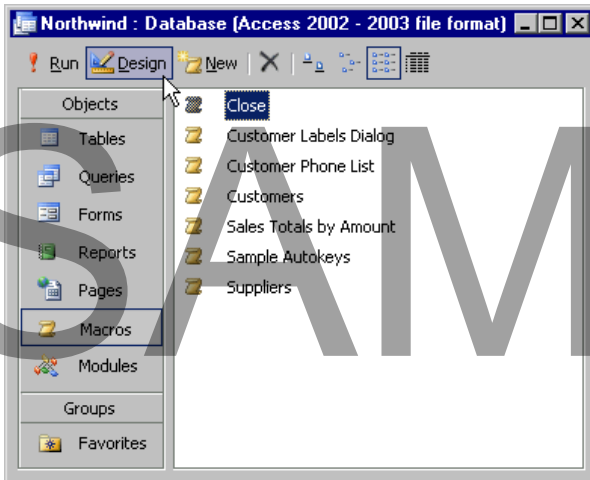 Northwind : Database (Access 2002 - 2003 file format)
Run Design New
Objects
Tables
Queries
Forms
Reports
Pages
Macros
Modules
Groups
Favorites
Close
Customer Labels Dialog
Customer Phone List
Customers
Sales Totals by Amount
Sample Autokeys
Suppliers
SAM